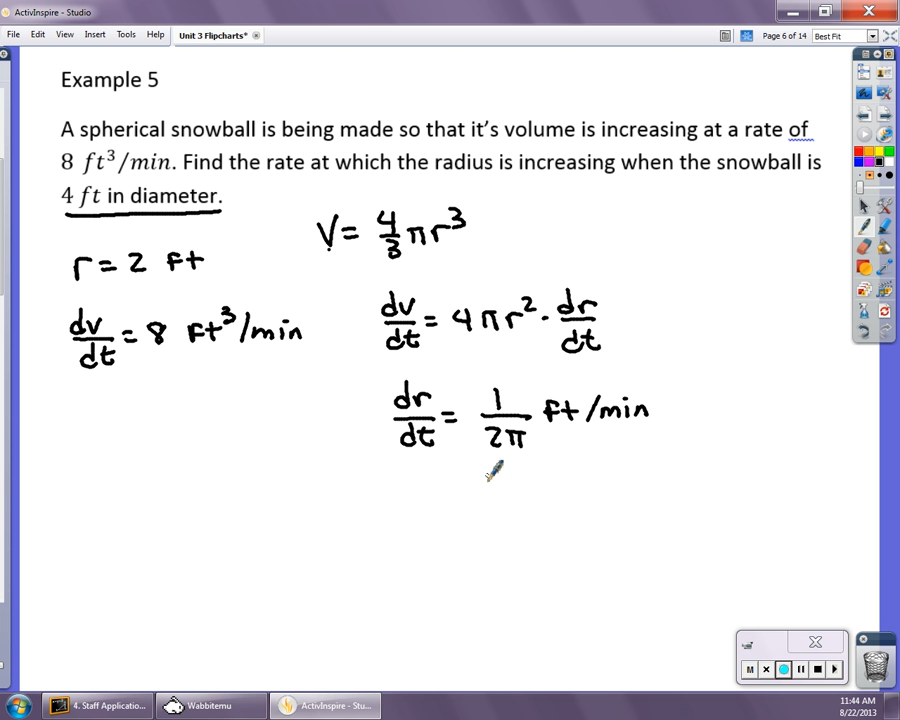 ActivInspire - Studio
File Edit View Insert Tools Help Unit 3 Flipcharts* Page 6 of 14 Best Fit
Example 5
A spherical snowball is being made so that it's volume is increasing at a rate of
8 ft³/min. Find the rate at which the radius is increasing when the snowball is
4 ft in diameter.
V = 4/3 πr³
r = 2 ft
dv/dt = 8 ft³/min
dv/dt = 4πr² · dr/dt
dr/dt = 1/2π ft/min
M
4. Staff Applicatio... Wabbitemu ActivInspire - Stu...
11:44 AM
8/22/2013